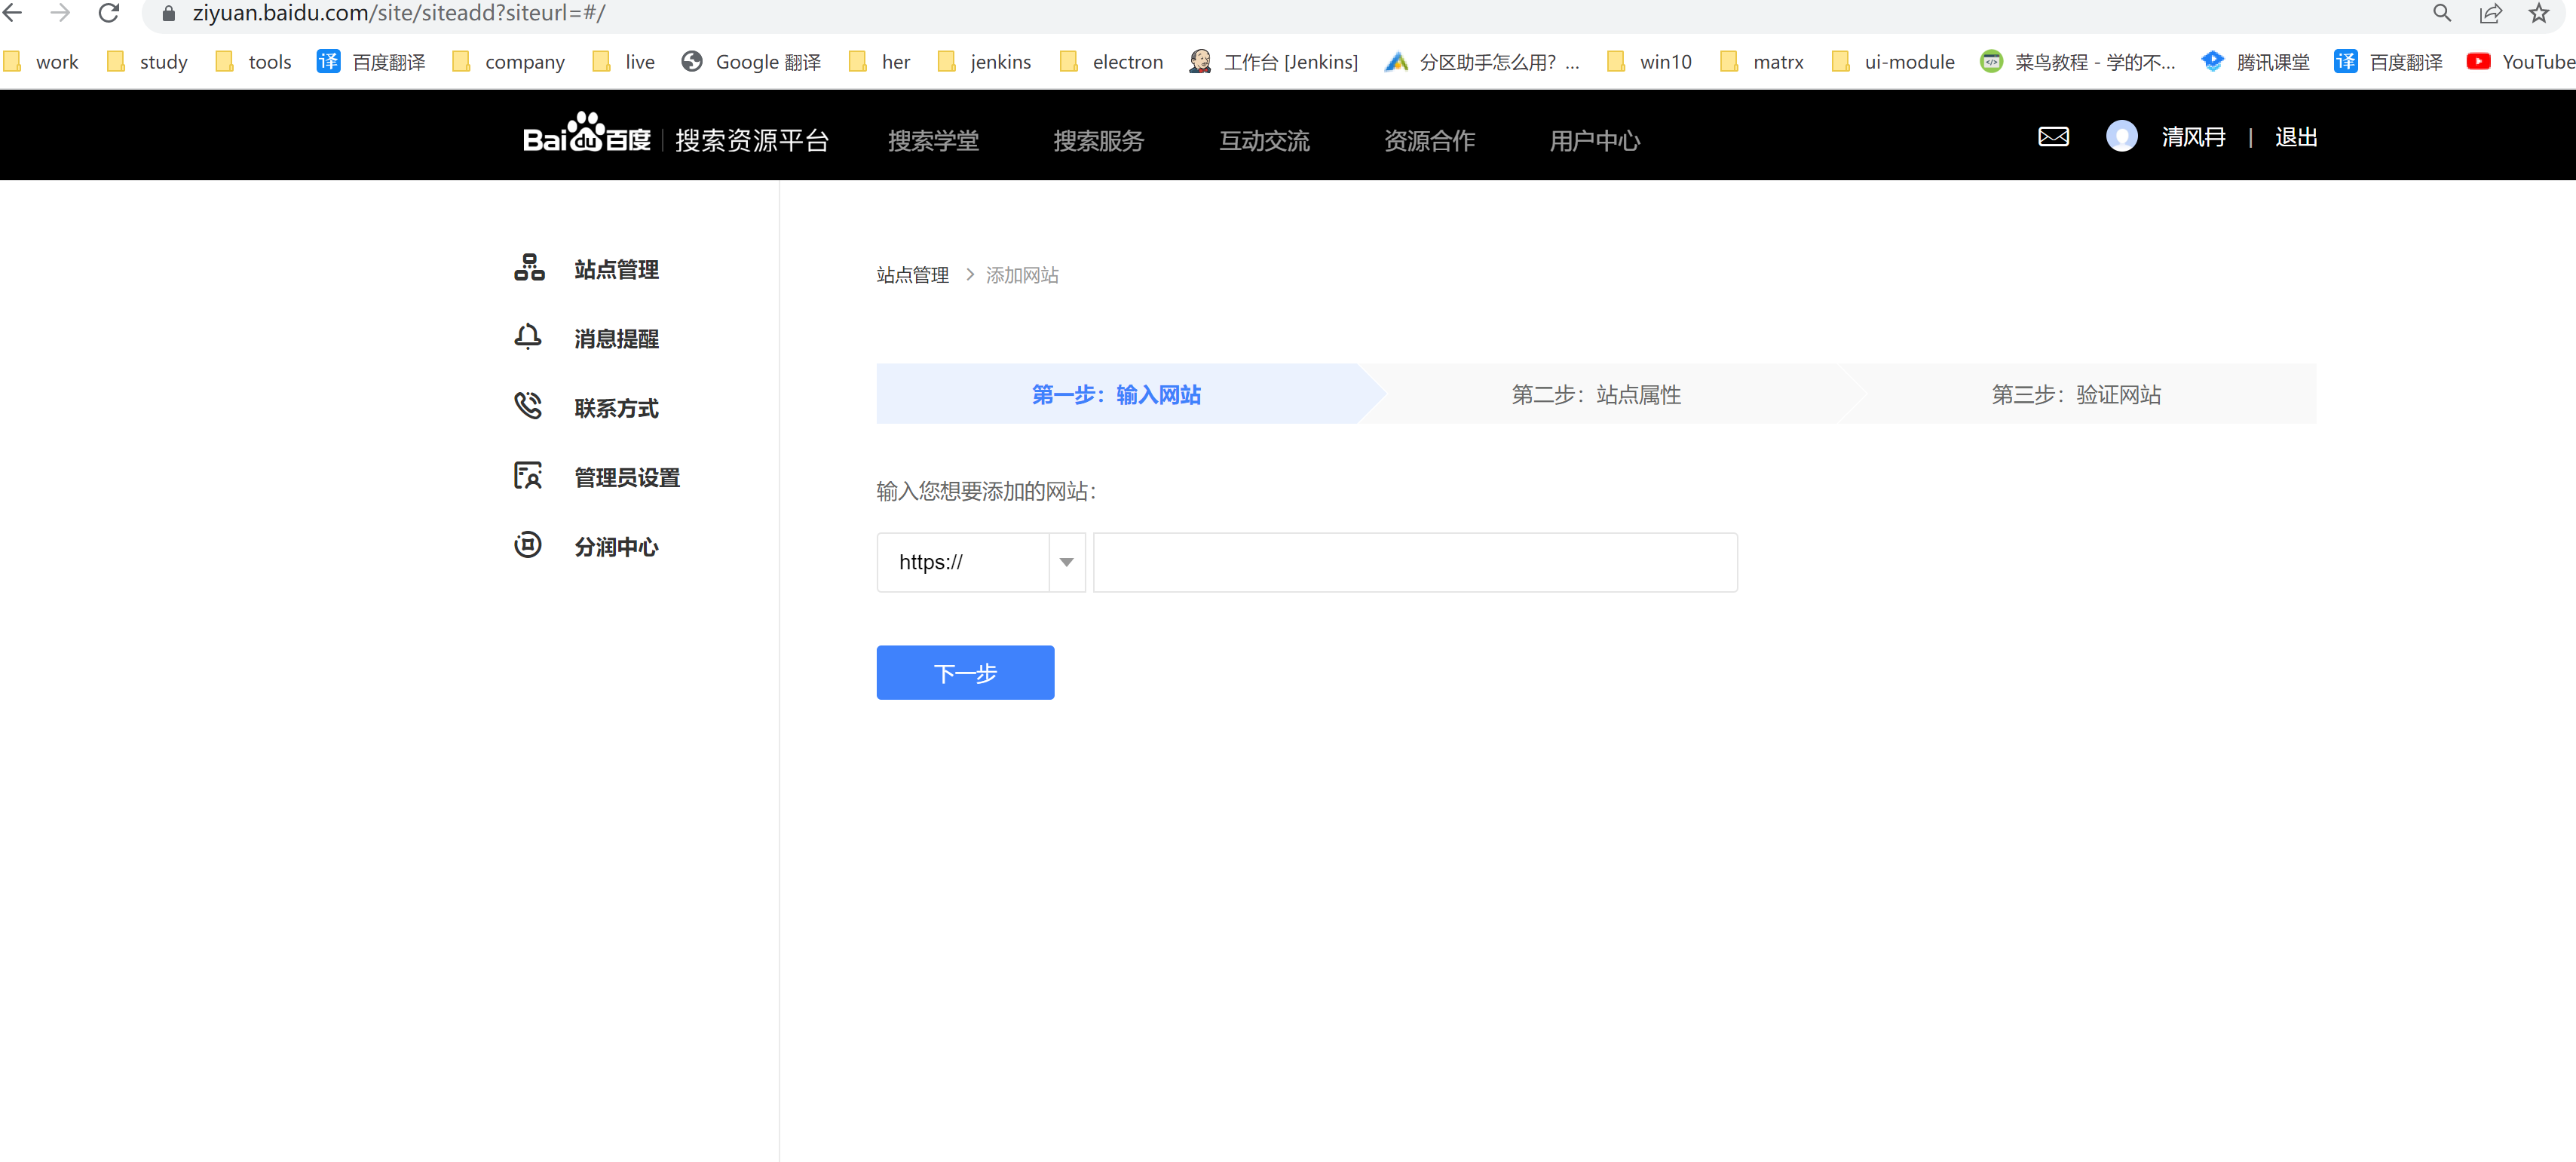 ziyuan.baidu.com/site/siteadd?siteurl=#/
work study tools 译 百度翻译 company live Google 翻译 her jenkins electron 工作台 [Jenkins] 分区助手怎么用? ... win10 matrx ui-module 菜鸟教程 - 学的不... 腾讯课堂 译 百度翻译 YouTube
Bai du 百度 | 搜索资源平台 搜索学堂 搜索服务 互动交流 资源合作 用户中心 清风冄 | 退出
站点管理
消息提醒
联系方式
管理员设置
分润中心
站点管理 > 添加网站
第一步：输入网站 第二步：站点属性 第三步：验证网站
输入您想要添加的网站：
https://
下一步